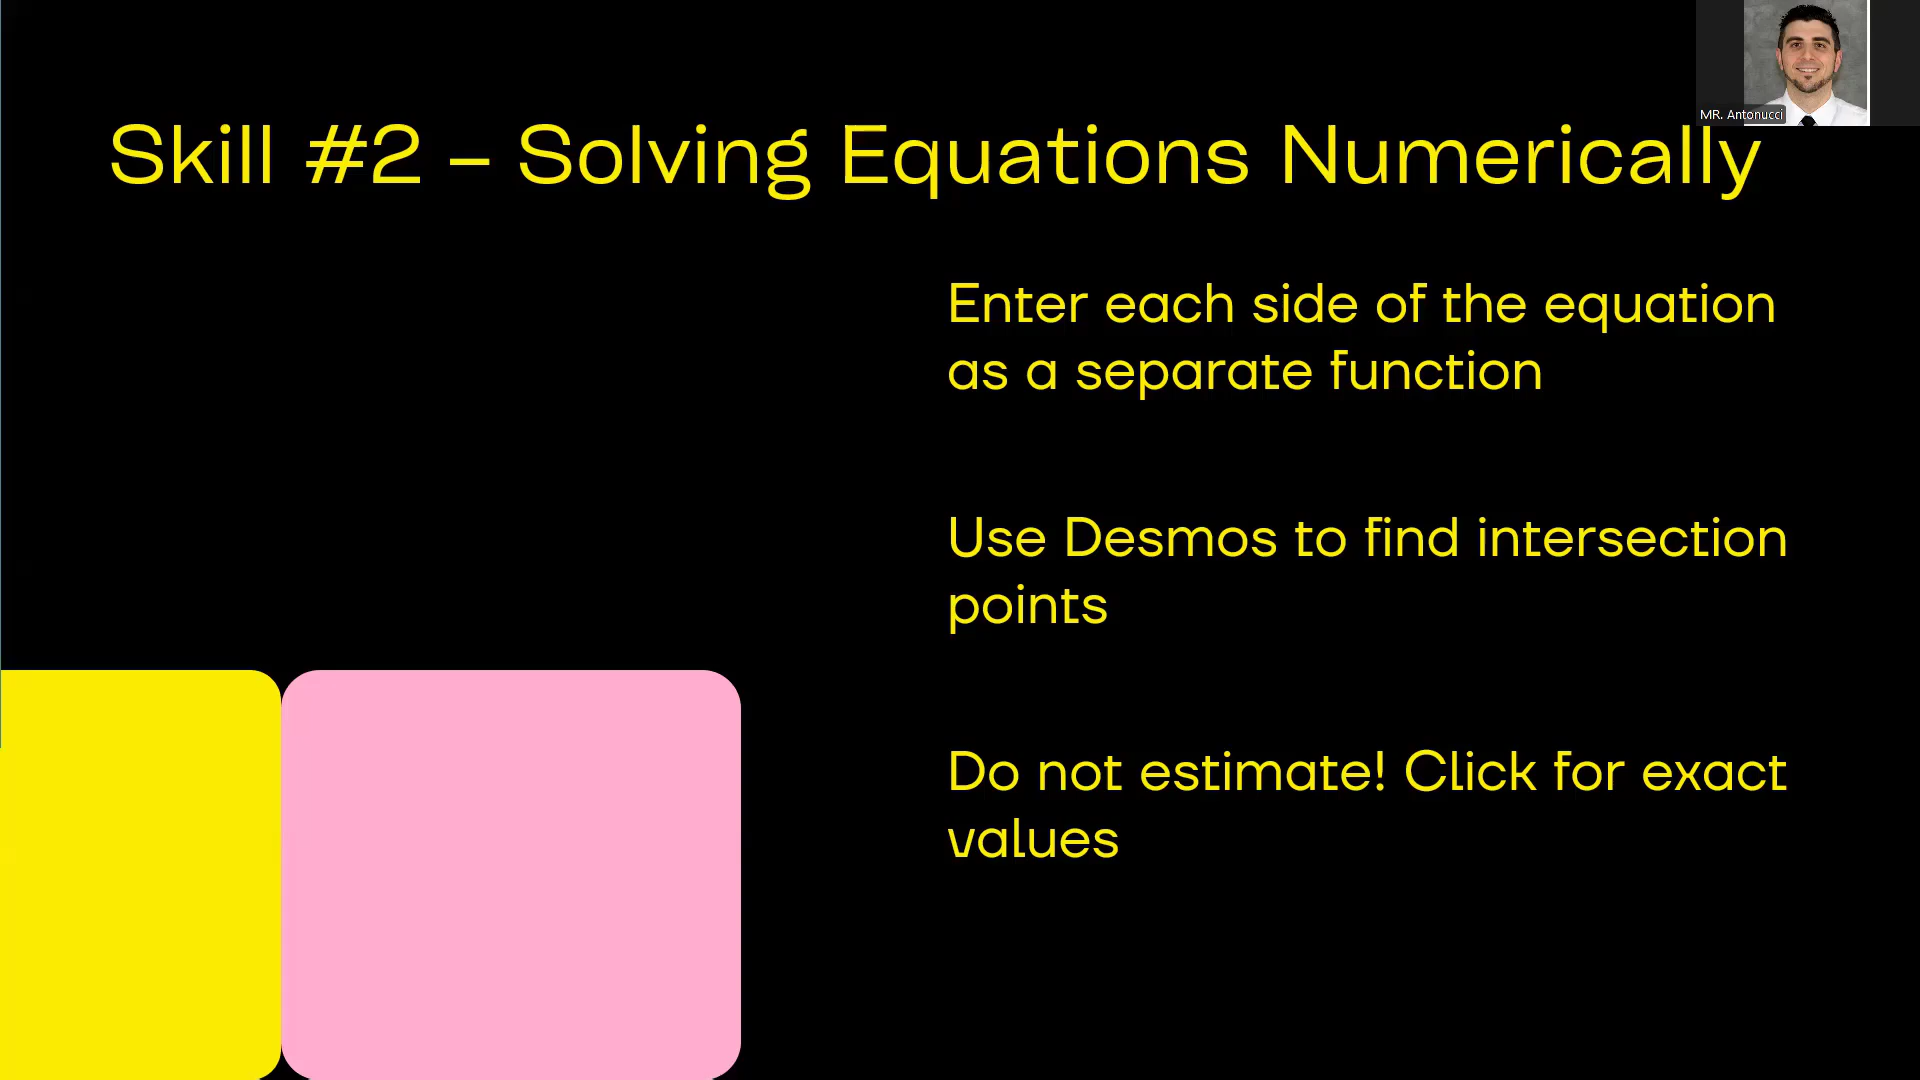 MR. Antonucci
Skill #2 – Solving Equations Numerically
Enter each side of the equation
as a separate function
Use Desmos to find intersection
points
Do not estimate! Click for exact
values